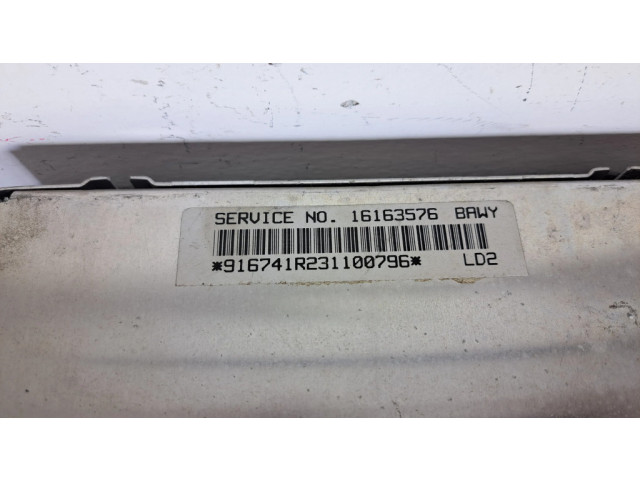 SERVICE NO. 16163576 BAWY
*916741R231100796* LD2